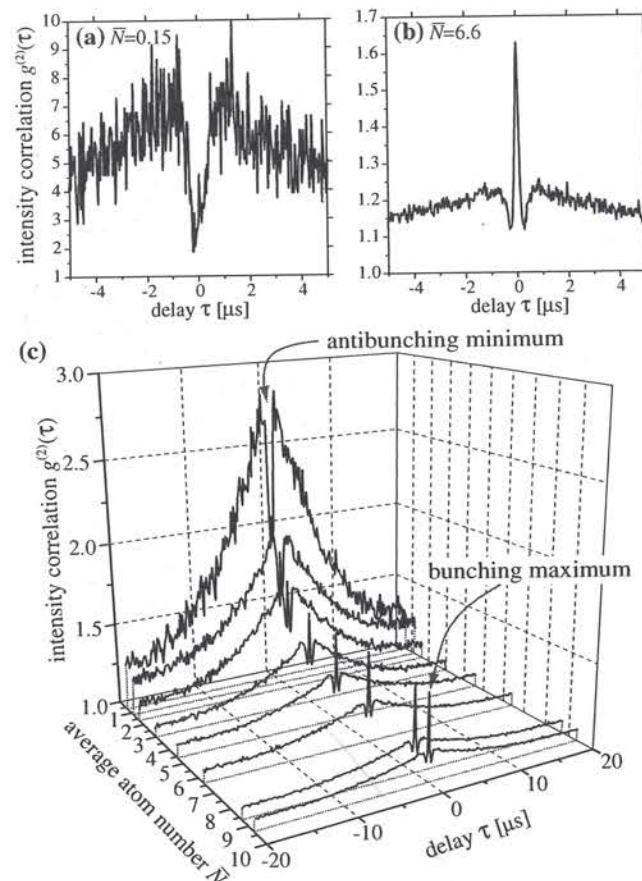 (a) N̄=0.15
10
9
8
7
6
5
4
3
2
1
-4 -2 0 2 4
delay τ [μs]
intensity correlation g⁽²⁾(τ)
(b) N̄=6.6
1.7
1.6
1.5
1.4
1.3
1.2
1.1
1.0
-4 -2 0 2 4
delay τ [μs]
(c)
antibunching minimum
bunching maximum
3.0
2.5
2.0
1.5
1.0
intensity correlation g⁽²⁾(τ)
1
2
3
4
5
6
7
8
9
10
average atom number N̄
-20
-10
0
10
20
delay τ [μs]